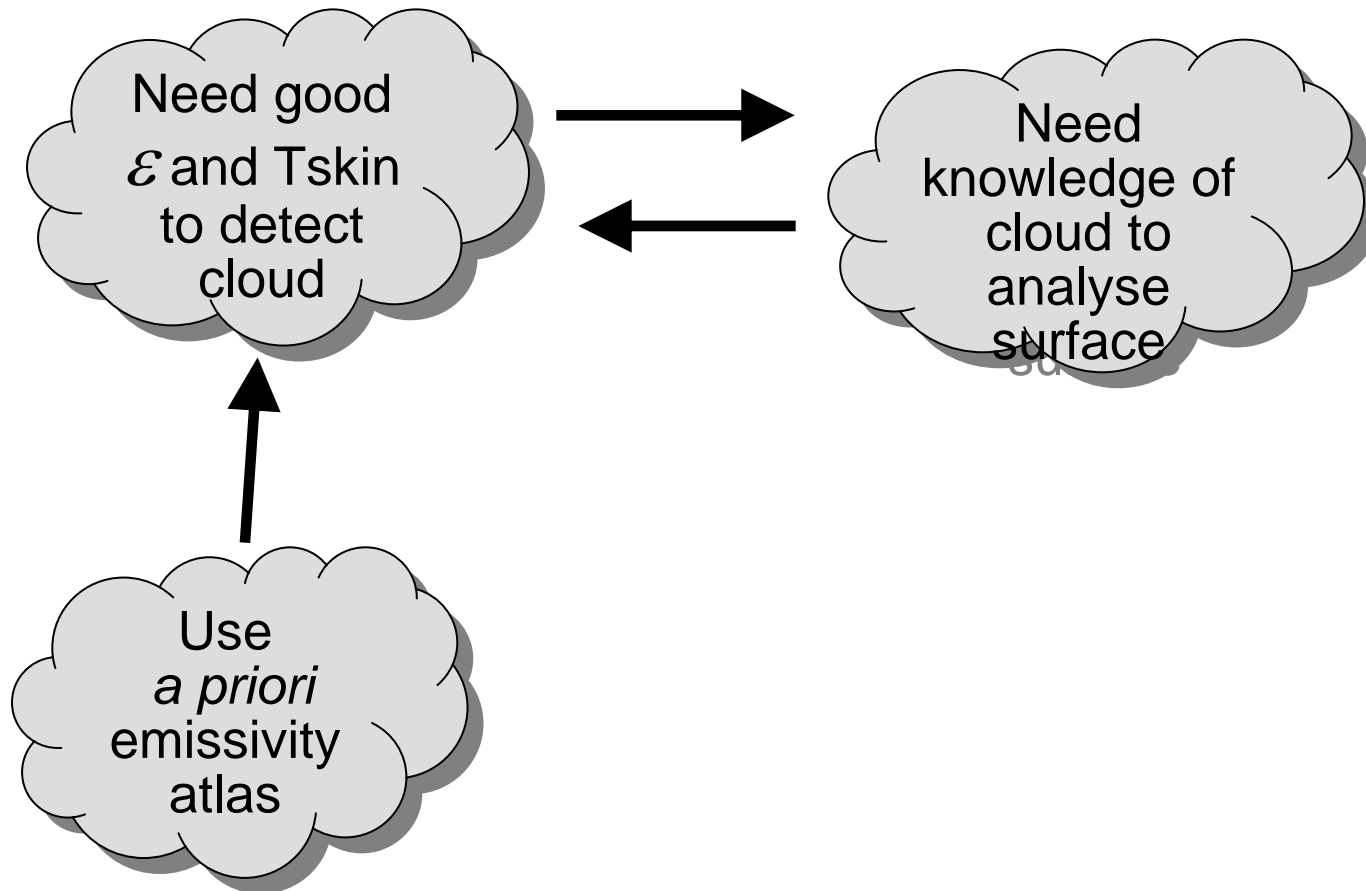 Need good
ε and Tskin
to detect
cloud
Need
knowledge of
cloud to
analyse
surface
Use
a priori
emissivity
atlas